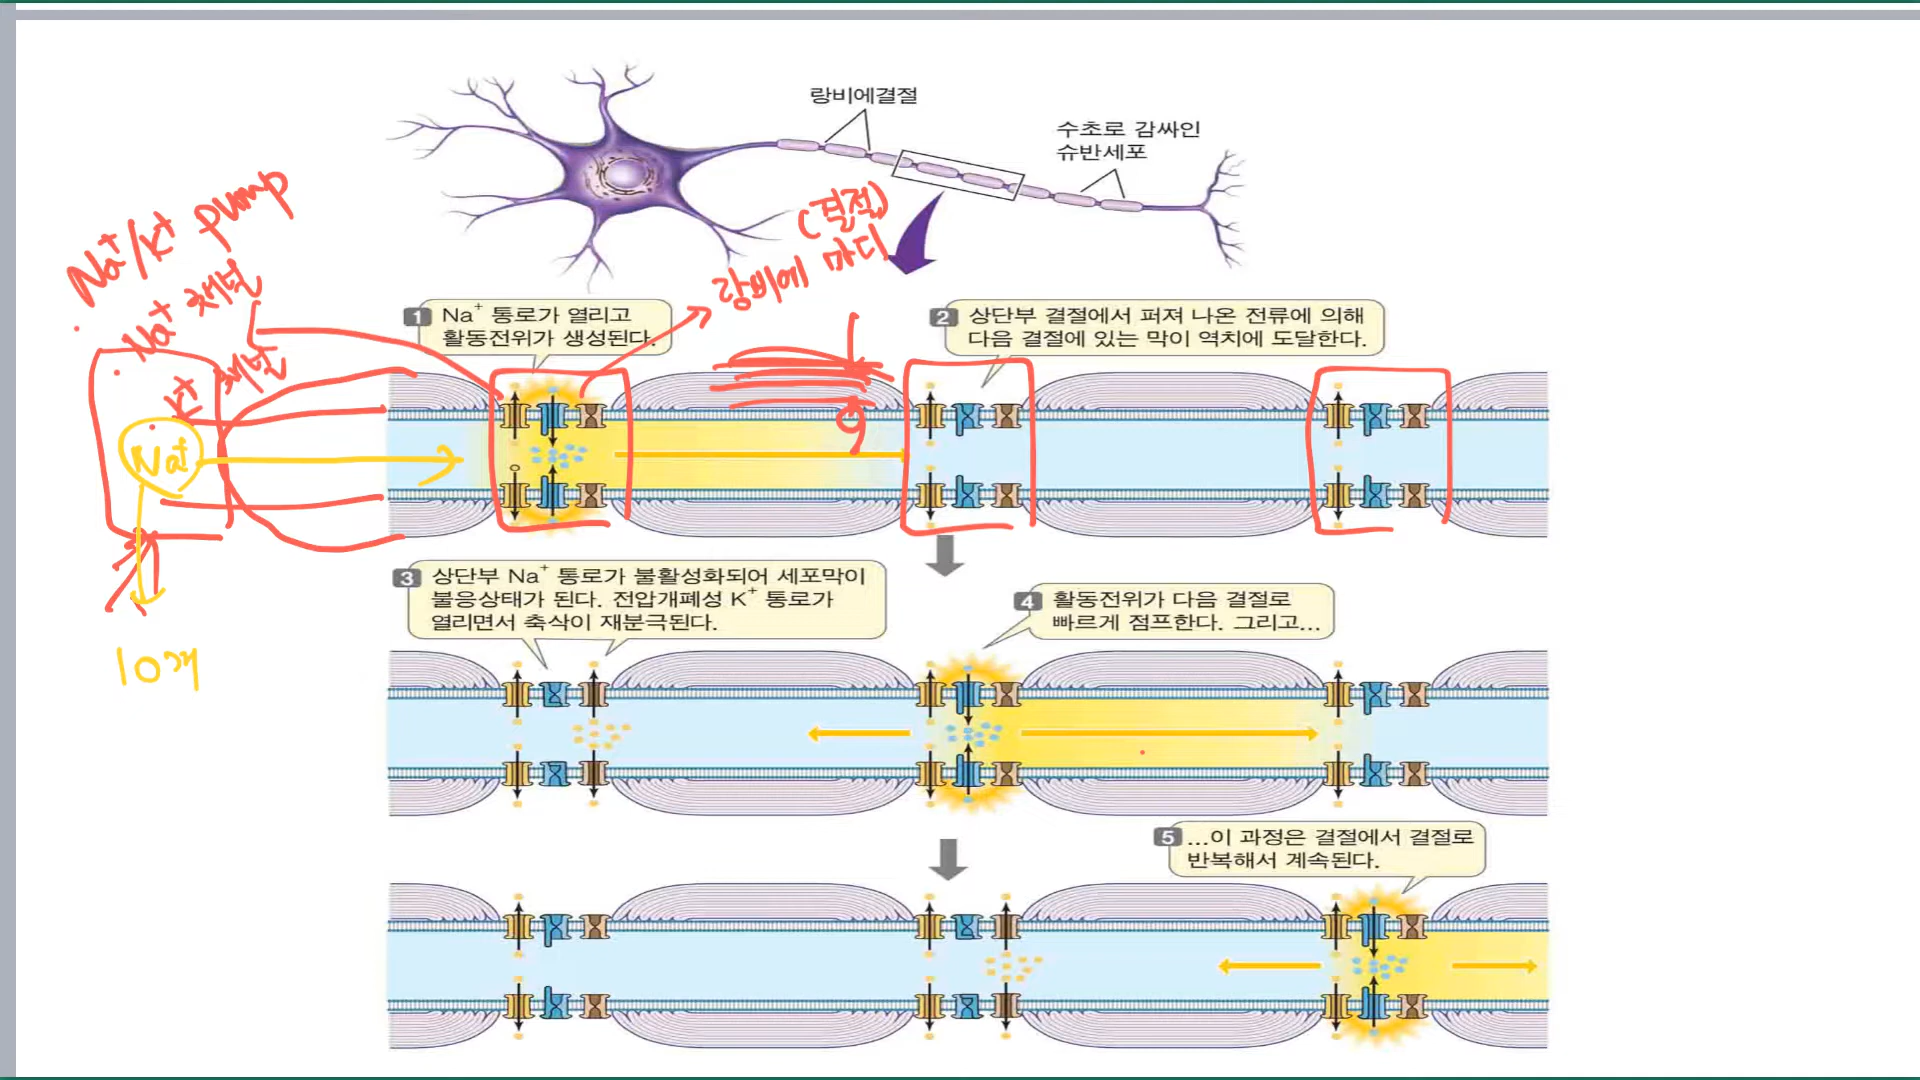 랑비에결절
수초로 감싸인
슈반세포
Na⁺/K⁺ pump
Na⁺ 채널
K⁺ 채널
(결절)
랑비에 마디
1 Na⁺ 통로가 열리고
활동전위가 생성된다.
2 상단부 결절에서 퍼져 나온 전류에 의해
다음 결절에 있는 막이 역치에 도달한다.
Na⁺
10개
3 상단부 Na⁺ 통로가 불활성화되어 세포막이
불응상태가 된다. 전압개폐성 K⁺ 통로가
열리면서 축삭이 재분극된다.
4 활동전위가 다음 결절로
빠르게 점프한다. 그리고…
5 …이 과정은 결절에서 결절로
반복해서 계속된다.